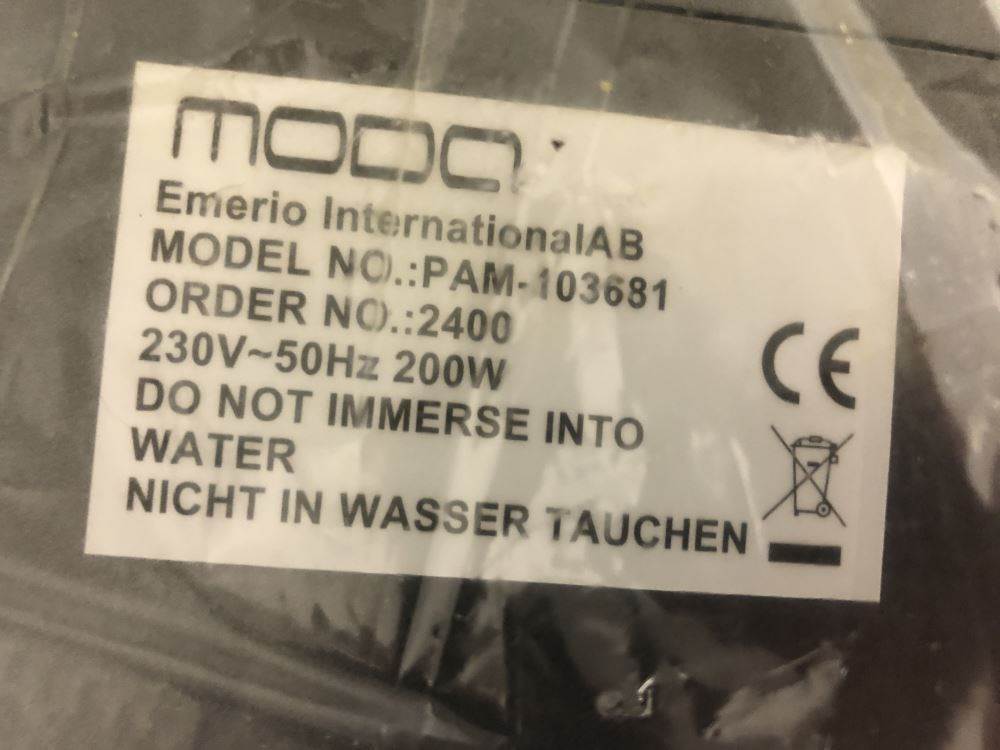 moda
Emerio InternationalAB
MODEL NO.:PAM-103681
ORDER NO.:2400
230V~50Hz 200W
DO NOT IMMERSE INTO
WATER
NICHT IN WASSER TAUCHEN
CE